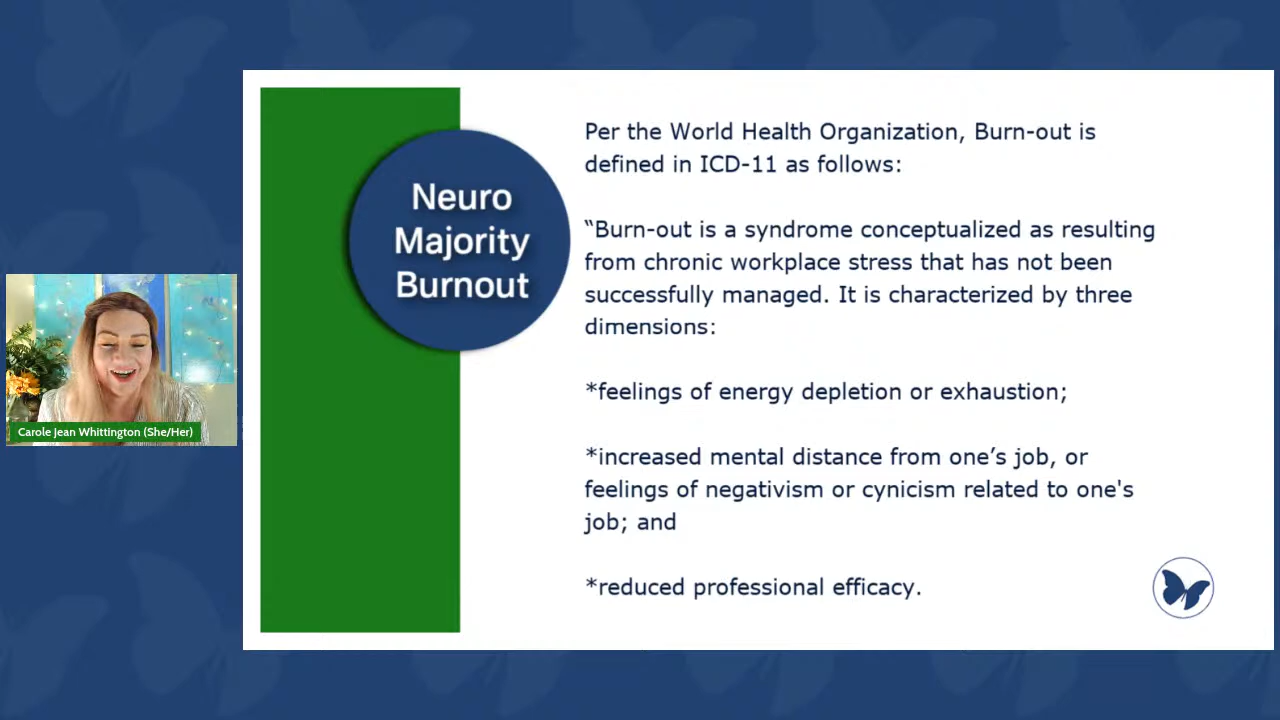 Neuro
Majority
Burnout
Per the World Health Organization, Burn-out is
defined in ICD-11 as follows:
“Burn-out is a syndrome conceptualized as resulting
from chronic workplace stress that has not been
successfully managed. It is characterized by three
dimensions:
*feelings of energy depletion or exhaustion;
*increased mental distance from one’s job, or
feelings of negativism or cynicism related to one's
job; and
*reduced professional efficacy.
Carole Jean Whittington (She/Her)